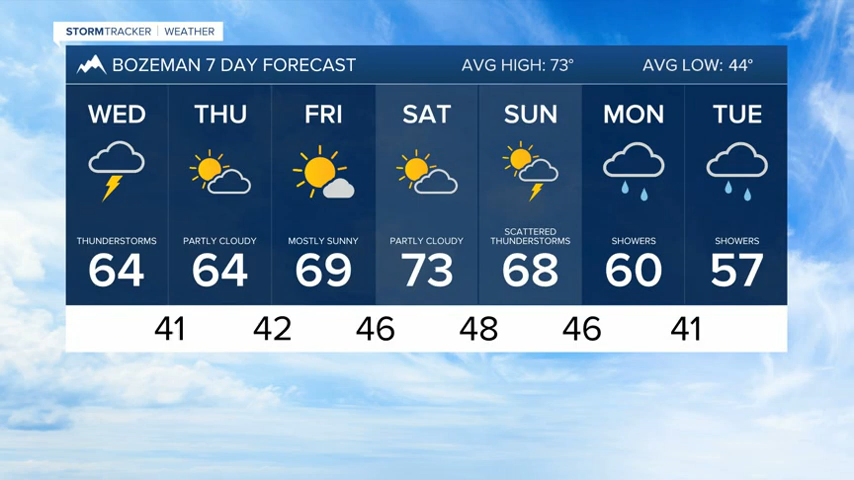 STORMTRACKER | WEATHER
BOZEMAN 7 DAY FORECAST AVG HIGH: 73° AVG LOW: 44°
WED THU FRI SAT SUN MON TUE
THUNDERSTORMS PARTLY CLOUDY MOSTLY SUNNY PARTLY CLOUDY SCATTERED THUNDERSTORMS SHOWERS SHOWERS
64 64 69 73 68 60 57
41 42 46 48 46 41